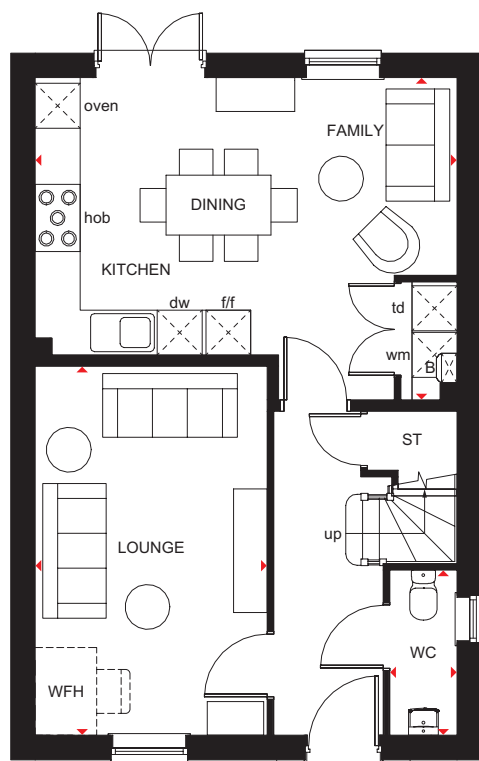 oven
FAMILY
DINING
hob
KITCHEN
dw
f/f
td
wm
B
ST
up
LOUNGE
WC
WFH